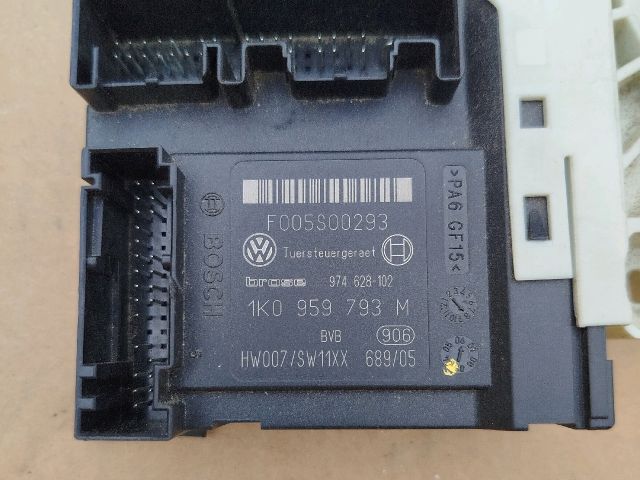 F005S00293
Tuersteuergeraet
brose 974 628-102
1K0 959 793 M
BVB 906
HW007/SW11XX 689/05
BOSCH
>PA6 GF15<